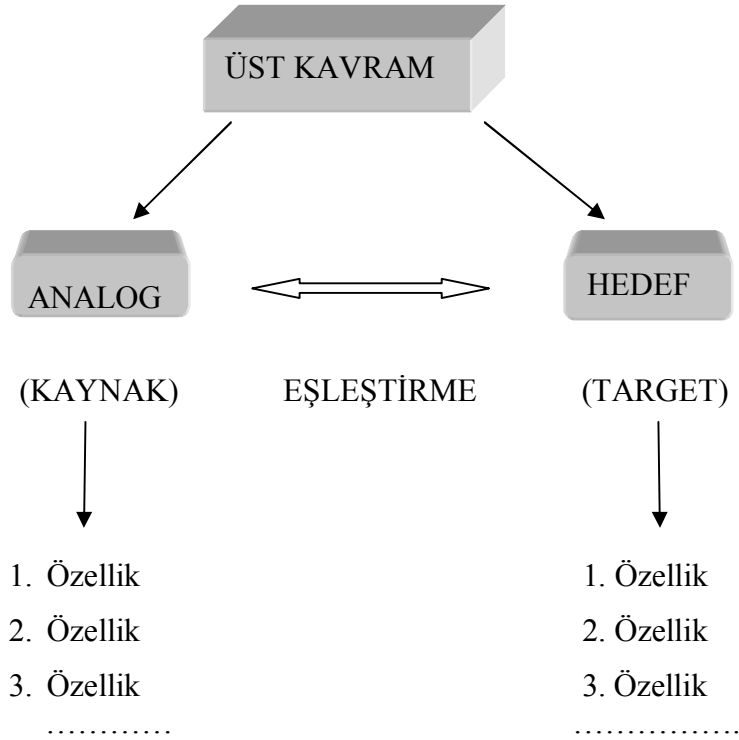 ÜST KAVRAM
ANALOG
HEDEF
(KAYNAK) EŞLEŞTİRME (TARGET)
1. Özellik 1. Özellik
2. Özellik 2. Özellik
3. Özellik 3. Özellik
………… …………….